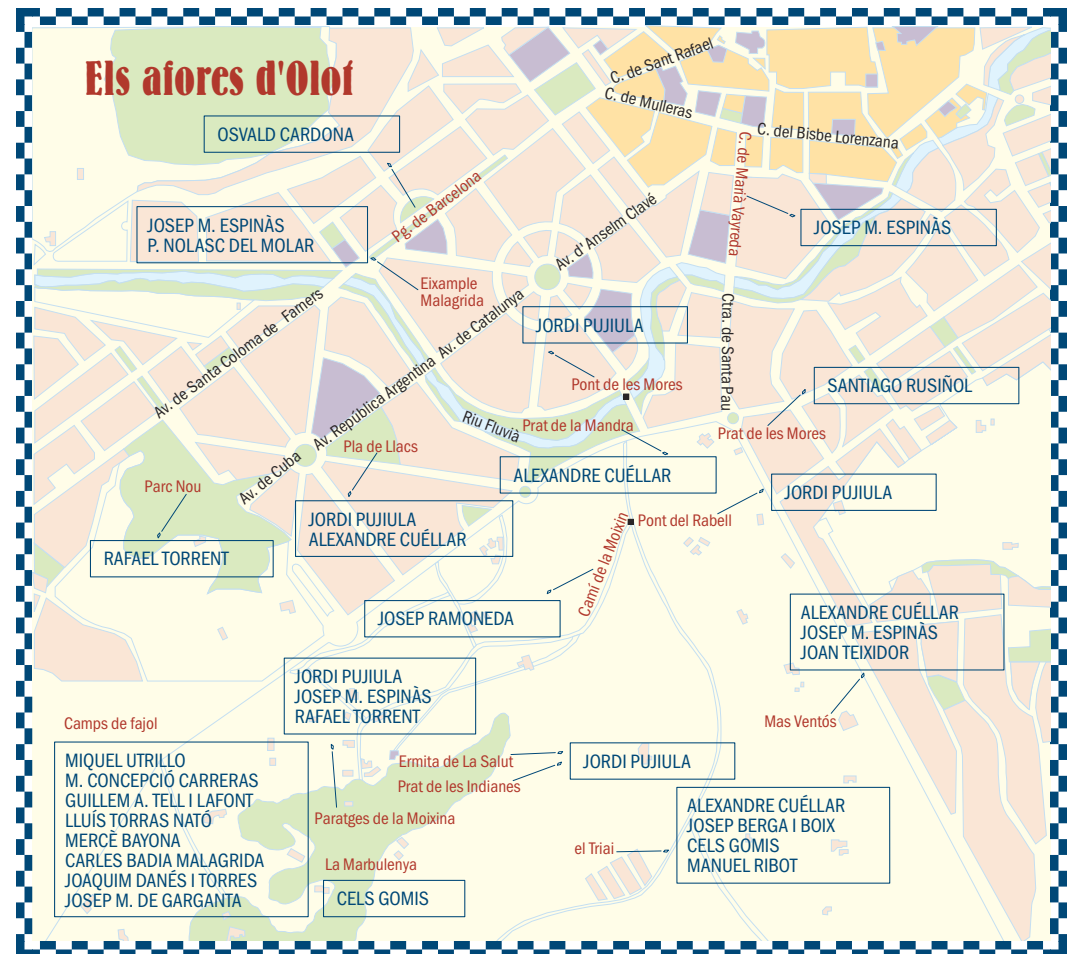 Els afores d'Olot
C. de Sant Rafael
C. de Mulleras
C. del Bisbe Lorenzana
OSVALD CARDONA
Pg. de Barcelona
C. de Marià Vayreda
JOSEP M. ESPINÀS
P. NOLASC DEL MOLAR
JOSEP M. ESPINÀS
Av. d'Anselm Clavé
Eixample
Malagrida
Av. de Santa Coloma de Farners
Av. República Argentina
Av. de Catalunya
Ctra. de Santa Pau
JORDI PUJIULA
Pont de les Mores
SANTIAGO RUSIÑOL
Riu Fluvià
Prat de la Mandra
Prat de les Mores
Pla de Llacs
Av. de Cuba
ALEXANDRE CUÉLLAR
Parc Nou
JORDI PUJIULA
JORDI PUJIULA
ALEXANDRE CUÉLLAR
Pont del Rabell
RAFAEL TORRENT
Camí de la Moixin
JOSEP RAMONEDA
ALEXANDRE CUÉLLAR
JOSEP M. ESPINÀS
JOAN TEIXIDOR
JORDI PUJIULA
JOSEP M. ESPINÀS
RAFAEL TORRENT
Mas Ventós
Camps de fajol
MIQUEL UTRILLO
M. CONCEPCIÓ CARRERAS
GUILLEM A. TELL I LAFONT
LLUÍS TORRAS NATÓ
MERCÈ BAYONA
CARLES BADIA MALAGRIDA
JOAQUIM DANÉS I TORRES
JOSEP M. DE GARGANTA
Ermita de La Salut
Prat de les Indianes
JORDI PUJIULA
Paratges de la Moixina
ALEXANDRE CUÉLLAR
JOSEP BERGA I BOIX
CELS GOMIS
MANUEL RIBOT
el Triai
La Marbulenya
CELS GOMIS